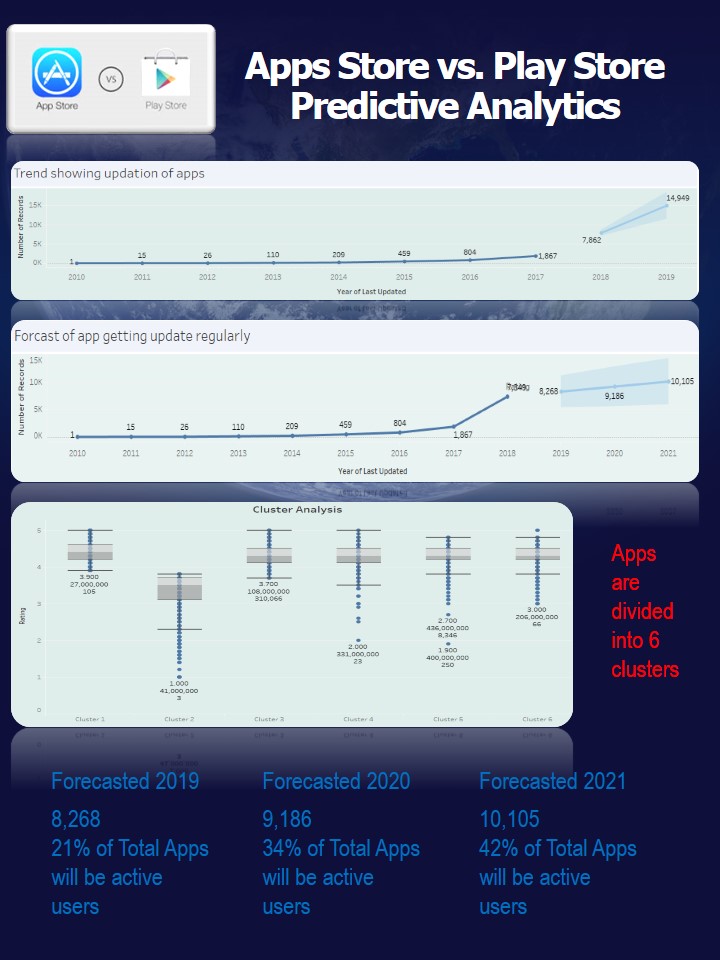 App Store
VS
Play Store
Apps Store vs. Play Store
Predictive Analytics
Trend showing updation of apps
Number of Records
15K
10K
5K
0K
1
15
26
110
209
459
804
1,867
7,862
14,949
2010 2011 2012 2013 2014 2015 2016 2017 2018 2019
Year of Last Updated
Forcast of app getting update regularly
Number of Records
15K
10K
5K
0K
1
15
26
110
209
459
804
1,867
8,268
9,186
10,105
2010 2011 2012 2013 2014 2015 2016 2017 2018 2019 2020 2021
Year of Last Updated
Cluster Analysis
Rating
5
4
3
2
1
0
3.900
27,000,000
105
1.000
41,000,000
3
3.700
108,000,000
310,066
2.000
331,000,000
23
2.700
436,000,000
8,346
1.900
400,000,000
250
3.000
206,000,000
66
Cluster 1 Cluster 2 Cluster 3 Cluster 4 Cluster 5 Cluster 6
Apps
are
divided
into 6
clusters
Forecasted 2019
8,268
21% of Total Apps
will be active
users
Forecasted 2020
9,186
34% of Total Apps
will be active
users
Forecasted 2021
10,105
42% of Total Apps
will be active
users